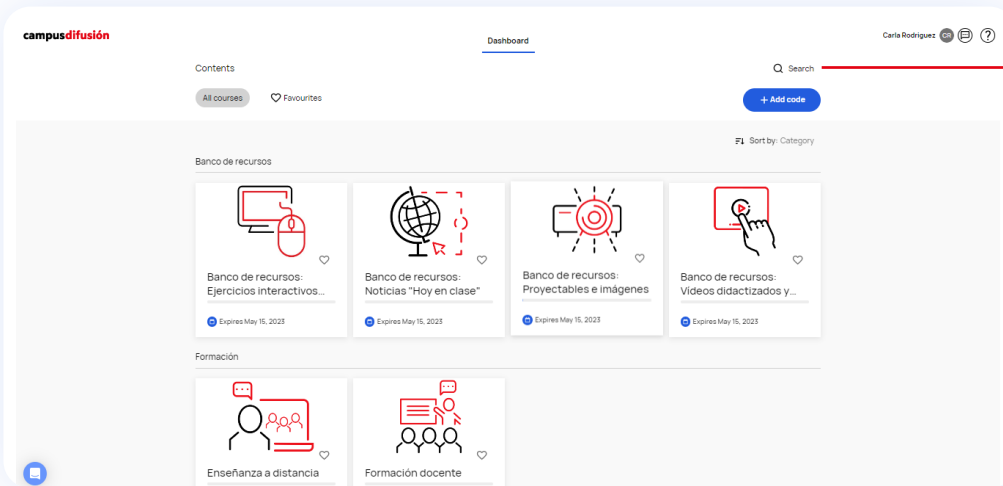 campusdifusión
Dashboard
Carla Rodriguez CR
Contents
Search
All courses
Favourites
+ Add code
Sort by: Category
Banco de recursos
Banco de recursos:
Ejercicios interactivos...
Expires May 15, 2023
Banco de recursos:
Noticias "Hoy en clase"
Expires May 15, 2023
Banco de recursos:
Proyectables e imágenes
Expires May 15, 2023
Banco de recursos:
Vídeos didactizados y...
Expires May 15, 2023
Formación
Enseñanza a distancia
Formación docente